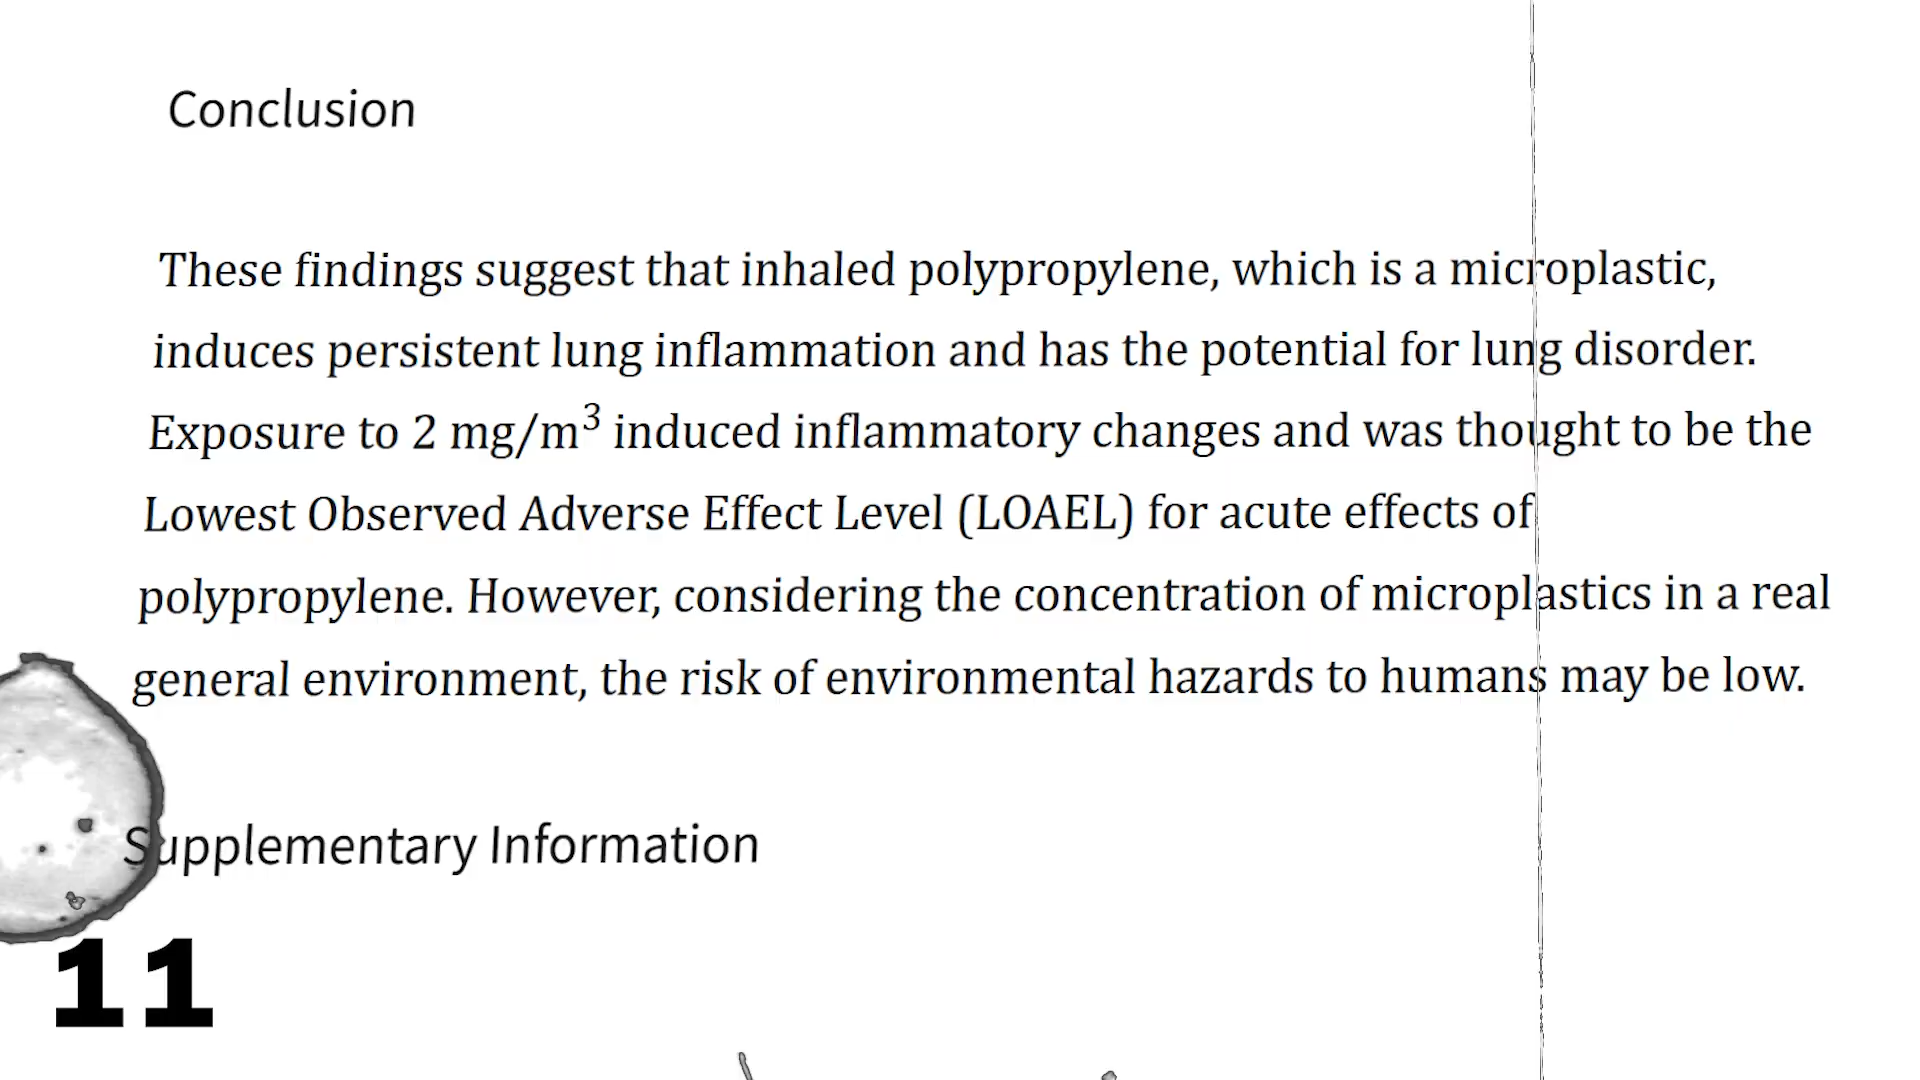 Conclusion
These findings suggest that inhaled polypropylene, which is a microplastic,
induces persistent lung inflammation and has the potential for lung disorder.
Exposure to 2 mg/m³ induced inflammatory changes and was thought to be the
Lowest Observed Adverse Effect Level (LOAEL) for acute effects of
polypropylene. However, considering the concentration of microplastics in a real
general environment, the risk of environmental hazards to humans may be low.
Supplementary Information
11